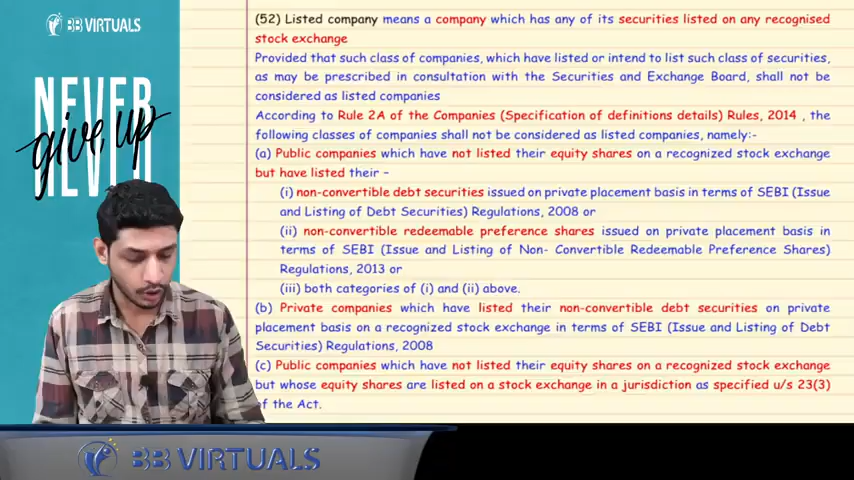 BB VIRTUALS
NEVER
give up
NEVER
(52) Listed company means a company which has any of its securities listed on any recognised
stock exchange
Provided that such class of companies, which have listed or intend to list such class of securities,
as may be prescribed in consultation with the Securities and Exchange Board, shall not be
considered as listed companies
According to Rule 2A of the Companies (Specification of definitions details) Rules, 2014 , the
following classes of companies shall not be considered as listed companies, namely:-
(a) Public companies which have not listed their equity shares on a recognized stock exchange
but have listed their –
(i) non-convertible debt securities issued on private placement basis in terms of SEBI (Issue
and Listing of Debt Securities) Regulations, 2008 or
(ii) non-convertible redeemable preference shares issued on private placement basis in
terms of SEBI (Issue and Listing of Non- Convertible Redeemable Preference Shares)
Regulations, 2013 or
(iii) both categories of (i) and (ii) above.
(b) Private companies which have listed their non-convertible debt securities on private
placement basis on a recognized stock exchange in terms of SEBI (Issue and Listing of Debt
Securities) Regulations, 2008
(c) Public companies which have not listed their equity shares on a recognized stock exchange
but whose equity shares are listed on a stock exchange in a jurisdiction as specified u/s 23(3)
of the Act.
BB VIRTUALS